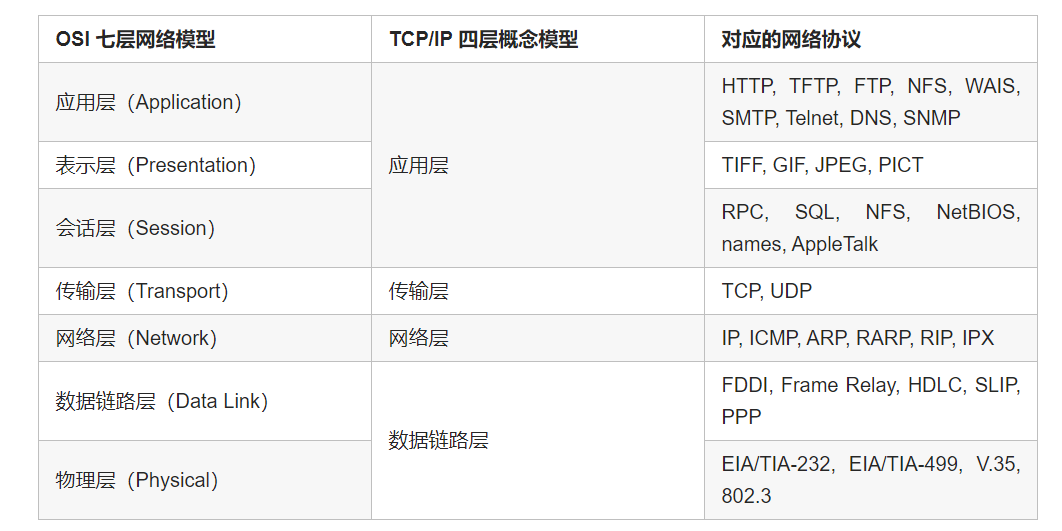 OSI 七层网络模型 TCP/IP 四层概念模型 对应的网络协议
应用层（Application） 应用层 HTTP, TFTP, FTP, NFS, WAIS,
SMTP, Telnet, DNS, SNMP
表示层（Presentation） TIFF, GIF, JPEG, PICT
会话层（Session） RPC, SQL, NFS, NetBIOS,
names, AppleTalk
传输层（Transport） 传输层 TCP, UDP
网络层（Network） 网络层 IP, ICMP, ARP, RARP, RIP, IPX
数据链路层（Data Link） 数据链路层 FDDI, Frame Relay, HDLC, SLIP,
PPP
物理层（Physical） EIA/TIA-232, EIA/TIA-499, V.35,
802.3